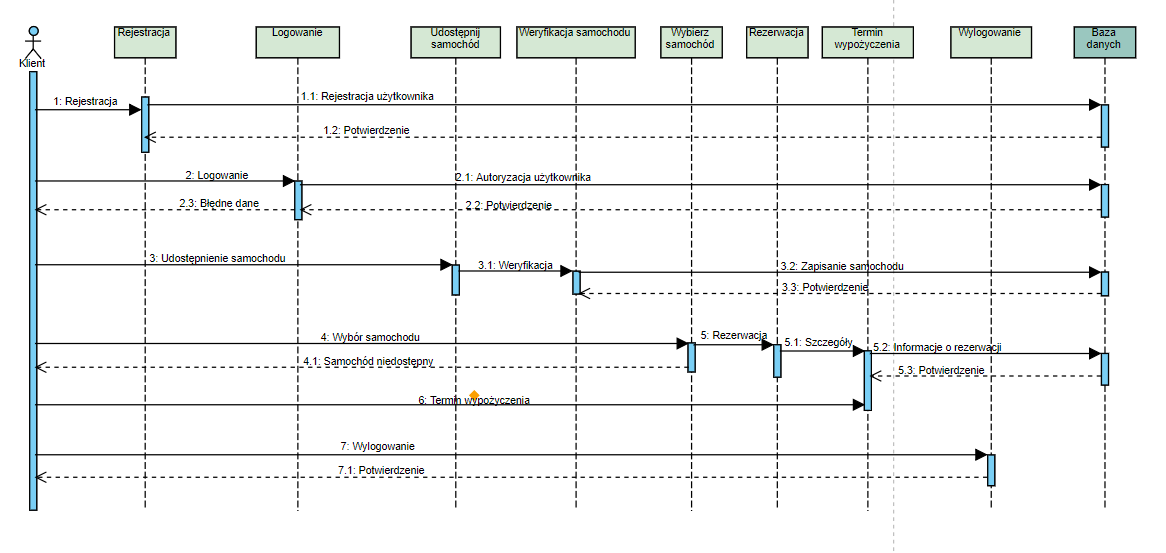 Klient
Rejestracja
Logowanie
Udostępnij
samochód
Weryfikacja samochodu
Wybierz
samochód
Rezerwacja
Termin
wypożyczenia
Wylogowanie
Baza
danych
1: Rejestracja
1.1: Rejestracja użytkownika
1.2: Potwierdzenie
2: Logowanie
2.1: Autoryzacja użytkownika
2.3: Błędne dane
2.2: Potwierdzenie
3: Udostępnienie samochodu
3.1: Weryfikacja
3.2: Zapisanie samochodu
3.3: Potwierdzenie
4: Wybór samochodu
5: Rezerwacja
5.1: Szczegóły
5.2: Informacje o rezerwacji
4.1: Samochód niedostępny
5.3: Potwierdzenie
6: Termin wypożyczenia
7: Wylogowanie
7.1: Potwierdzenie